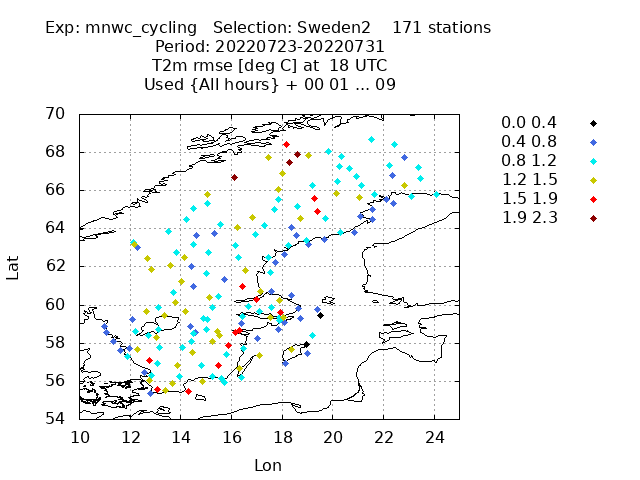 Exp: mnwc_cycling Selection: Sweden2 171 stations
Period: 20220723-20220731
T2m rmse [deg C] at 18 UTC
Used {All hours} + 00 01 ... 09
70
68
66
64
62
60
58
56
54
10 12 14 16 18 20 22 24
Lat
Lon
0.0 0.4
0.4 0.8
0.8 1.2
1.2 1.5
1.5 1.9
1.9 2.3